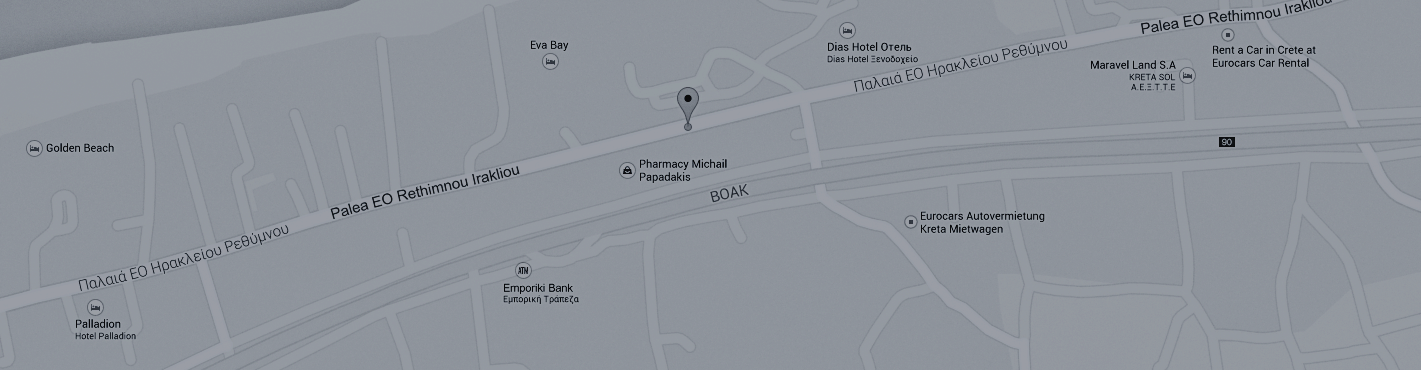 Palea EO Rethimnou Irakliou
Eva Bay
Dias Hotel Отель
Dias Hotel Ξενοδοχείο
Παλαιά ΕΟ Ηρακλείου Ρεθύμνου
Rent a Car in Crete at
Eurocars Car Rental
Maravel Land S.A
KRETA SOL
Α.Ε.Ξ.Τ.Τ.Ε
Golden Beach
90
Pharmacy Michail
Papadakis
Palea EO Rethimnou Irakliou
ΒΟΑΚ
Eurocars Autovermietung
Kreta Mietwagen
Παλαιά ΕΟ Ηρακλείου Ρεθύμνου
ATM
Emporiki Bank
Εμπορική Τράπεζα
Palladion
Hotel Palladion